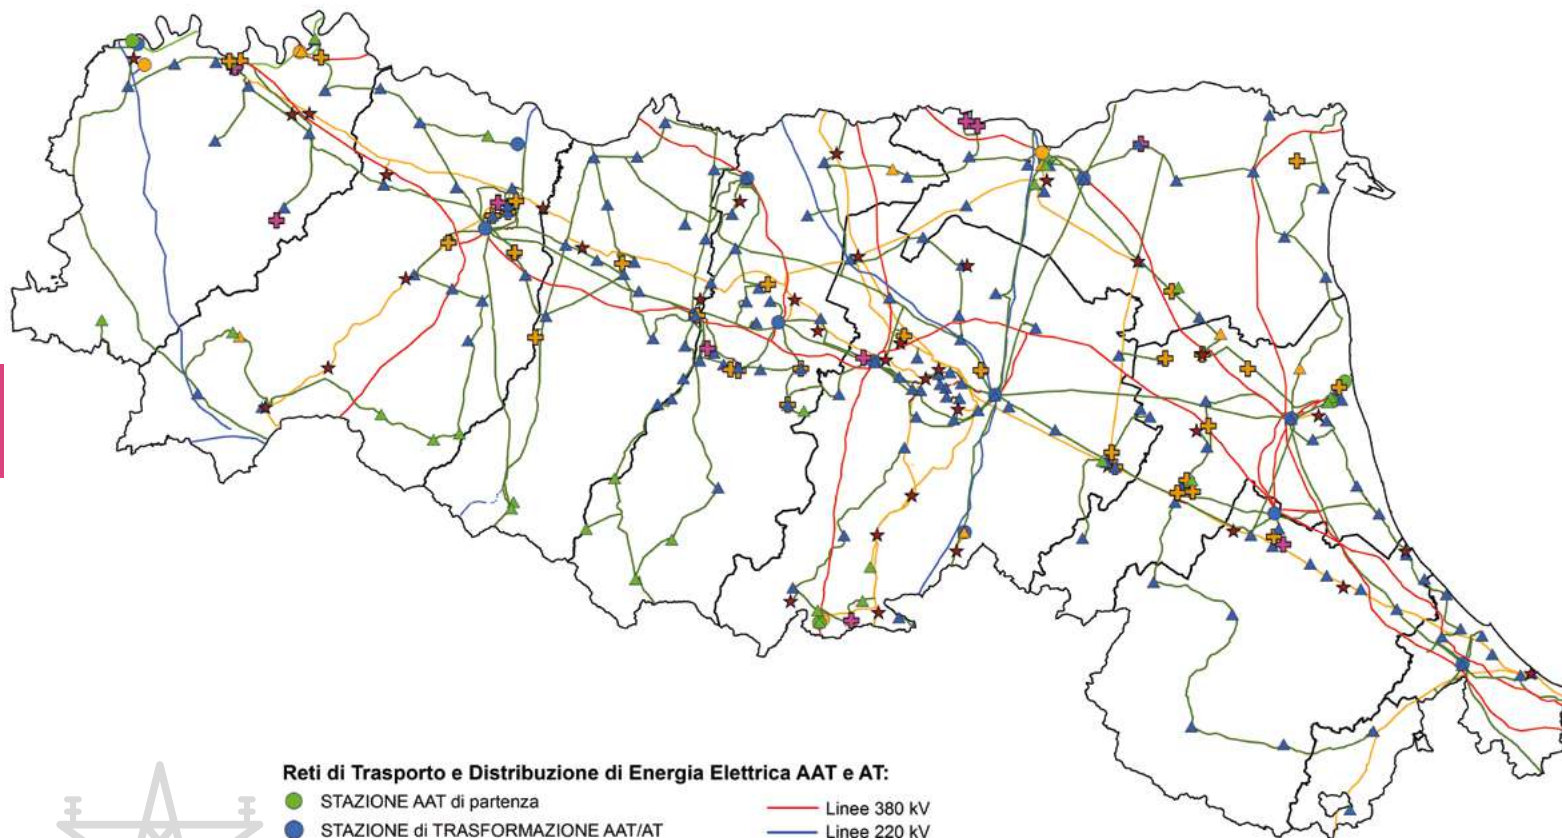 Reti di Trasporto e Distribuzione di Energia Elettrica AAT e AT:
STAZIONE AAT di partenza
Linee 380 kV
STAZIONE di TRASFORMAZIONE AAT/AT
Linee 220 kV